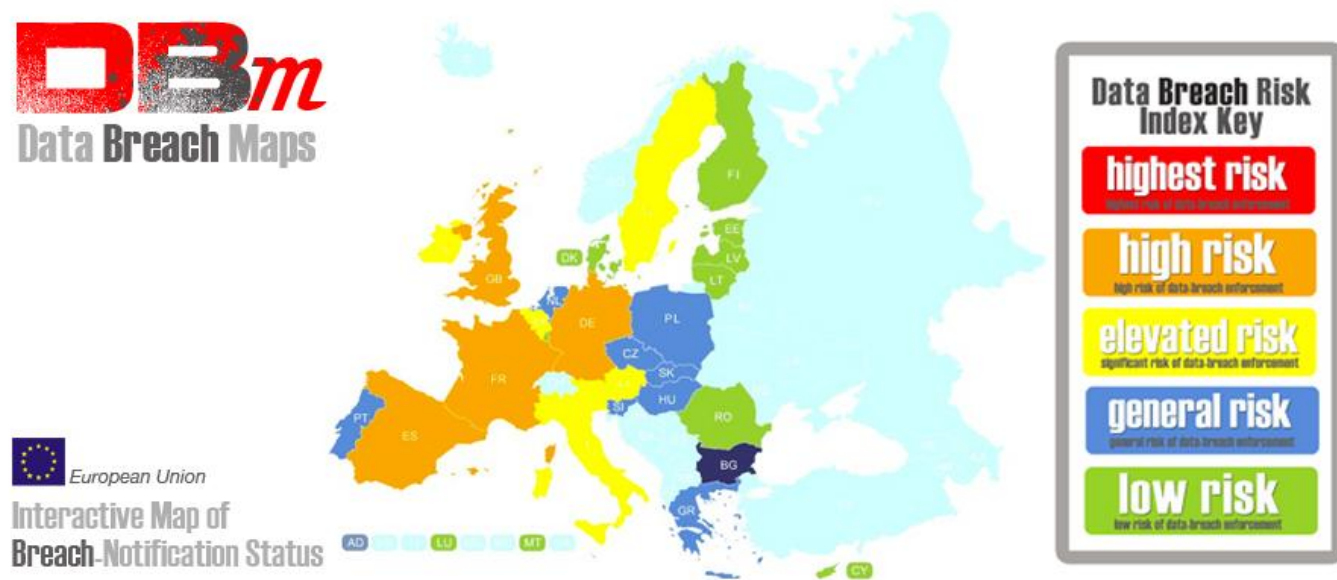 DBm
Data Breach Maps
European Union
Interactive Map of
Breach-Notification Status
FI
EE
LV
LT
DK
GB
NL
DE
PL
CZ
SK
HU
SI
FR
PT
ES
RO
BG
GR
AD
LU
MT
CY
Data Breach Risk
Index Key
highest risk
highest risk of data-breach enforcement
high risk
high risk of data-breach enforcement
elevated risk
significant risk of data-breach enforcement
general risk
general risk of data-breach enforcement
low risk
low risk of data-breach enforcement